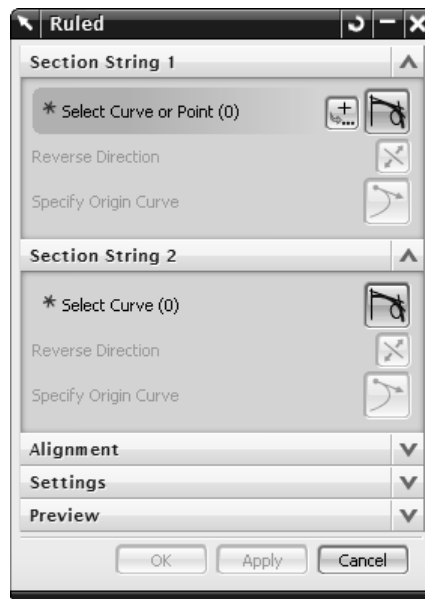 Ruled
Section String 1
* Select Curve or Point (0)
Reverse Direction
Specify Origin Curve
Section String 2
* Select Curve (0)
Reverse Direction
Specify Origin Curve
Alignment
Settings
Preview
OK Apply Cancel